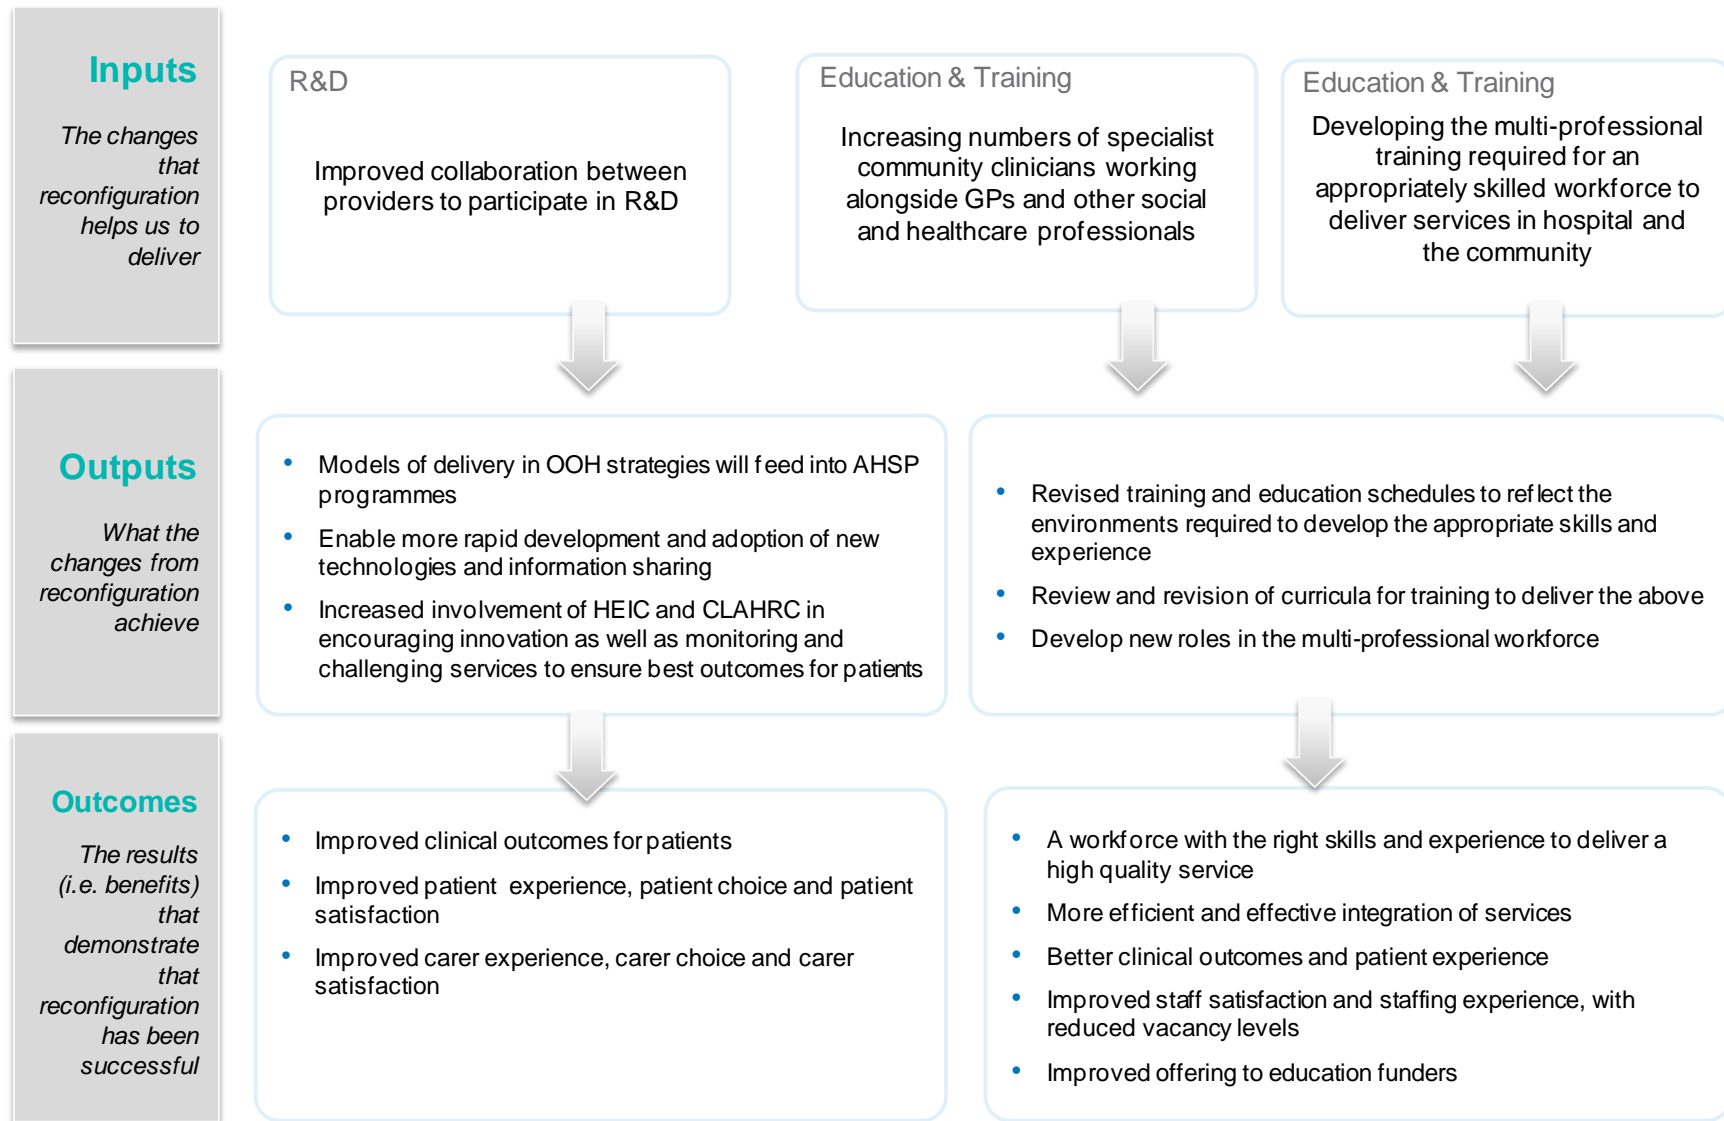 Inputs
The changes
that
reconfiguration
helps us to
deliver
R&D
Improved collaboration between
providers to participate in R&D
Education & Training
Increasing numbers of specialist
community clinicians working
alongside GPs and other social
and healthcare professionals
Education & Training
Developing the multi-professional
training required for an
appropriately skilled workforce to
deliver services in hospital and
the community
Outputs
What the
changes from
reconfiguration
achieve
• Models of delivery in OOH strategies will feed into AHSP
programmes
• Enable more rapid development and adoption of new
technologies and information sharing
• Increased involvement of HEIC and CLAHRC in
encouraging innovation as well as monitoring and
challenging services to ensure best outcomes for patients
• Revised training and education schedules to reflect the
environments required to develop the appropriate skills and
experience
• Review and revision of curricula for training to deliver the above
• Develop new roles in the multi-professional workforce
Outcomes
The results
(i.e. benefits)
that
demonstrate
that
reconfiguration
has been
successful
• Improved clinical outcomes for patients
• Improved patient experience, patient choice and patient
satisfaction
• Improved carer experience, carer choice and carer
satisfaction
• A workforce with the right skills and experience to deliver a
high quality service
• More efficient and effective integration of services
• Better clinical outcomes and patient experience
• Improved staff satisfaction and staffing experience, with
reduced vacancy levels
• Improved offering to education funders